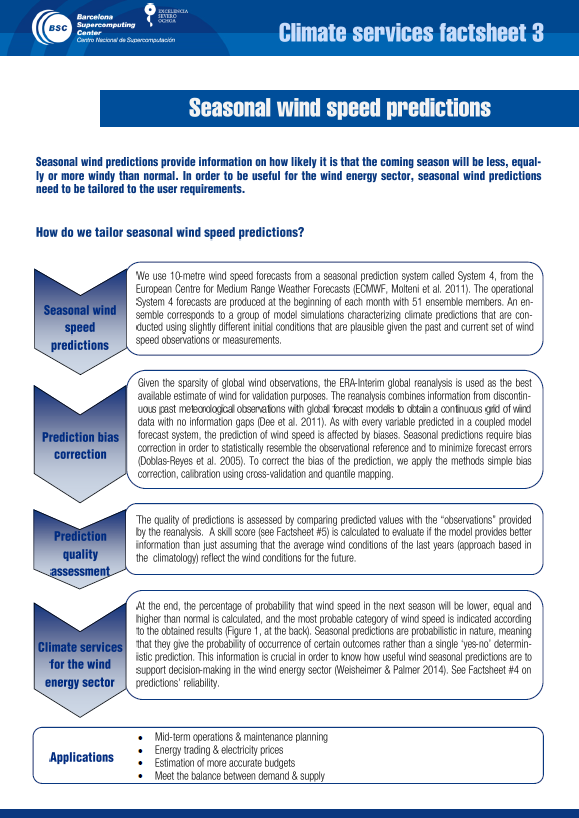 BSC
Barcelona
Supercomputing
Center
Centro Nacional de Supercomputación
EXCELENCIA
SEVERO
OCHOA
Climate services factsheet 3
Seasonal wind speed predictions
Seasonal wind predictions provide information on how likely it is that the coming season will be less, equal-
ly or more windy than normal. In order to be useful for the wind energy sector, seasonal wind predictions
need to be tailored to the user requirements.
How do we tailor seasonal wind speed predictions?
Seasonal wind
speed
predictions
We use 10-metre wind speed forecasts from a seasonal prediction system called System 4, from the
European Centre for Medium Range Weather Forecasts (ECMWF, Molteni et al. 2011). The operational
System 4 forecasts are produced at the beginning of each month with 51 ensemble members. An en-
semble corresponds to a group of model simulations characterizing climate predictions that are con-
ducted using slightly different initial conditions that are plausible given the past and current set of wind
speed observations or measurements.
Prediction bias
correction
Given the sparsity of global wind observations, the ERA-Interim global reanalysis is used as the best
available estimate of wind for validation purposes. The reanalysis combines information from discontin-
uous past meteorological observations with global forecast models to obtain a continuous grid of wind
data with no information gaps (Dee et al. 2011). As with every variable predicted in a coupled model
forecast system, the prediction of wind speed is affected by biases. Seasonal predictions require bias
correction in order to statistically resemble the observational reference and to minimize forecast errors
(Doblas-Reyes et al. 2005). To correct the bias of the prediction, we apply the methods simple bias
correction, calibration using cross-validation and quantile mapping.
Prediction
quality
assessment
The quality of predictions is assessed by comparing predicted values with the “observations” provided
by the reanalysis. A skill score (see Factsheet #5) is calculated to evaluate if the model provides better
information than just assuming that the average wind conditions of the last years (approach based in
the climatology) reflect the wind conditions for the future.
Climate services
for the wind
energy sector
At the end, the percentage of probability that wind speed in the next season will be lower, equal and
higher than normal is calculated, and the most probable category of wind speed is indicated according
to the obtained results (Figure 1, at the back). Seasonal predictions are probabilistic in nature, meaning
that they give the probability of occurrence of certain outcomes rather than a single ‘yes-no’ determin-
istic prediction. This information is crucial in order to know how useful wind seasonal predictions are to
support decision-making in the wind energy sector (Weisheimer & Palmer 2014). See Factsheet #4 on
predictions’ reliability.
Applications
• Mid-term operations & maintenance planning
• Energy trading & electricity prices
• Estimation of more accurate budgets
• Meet the balance between demand & supply